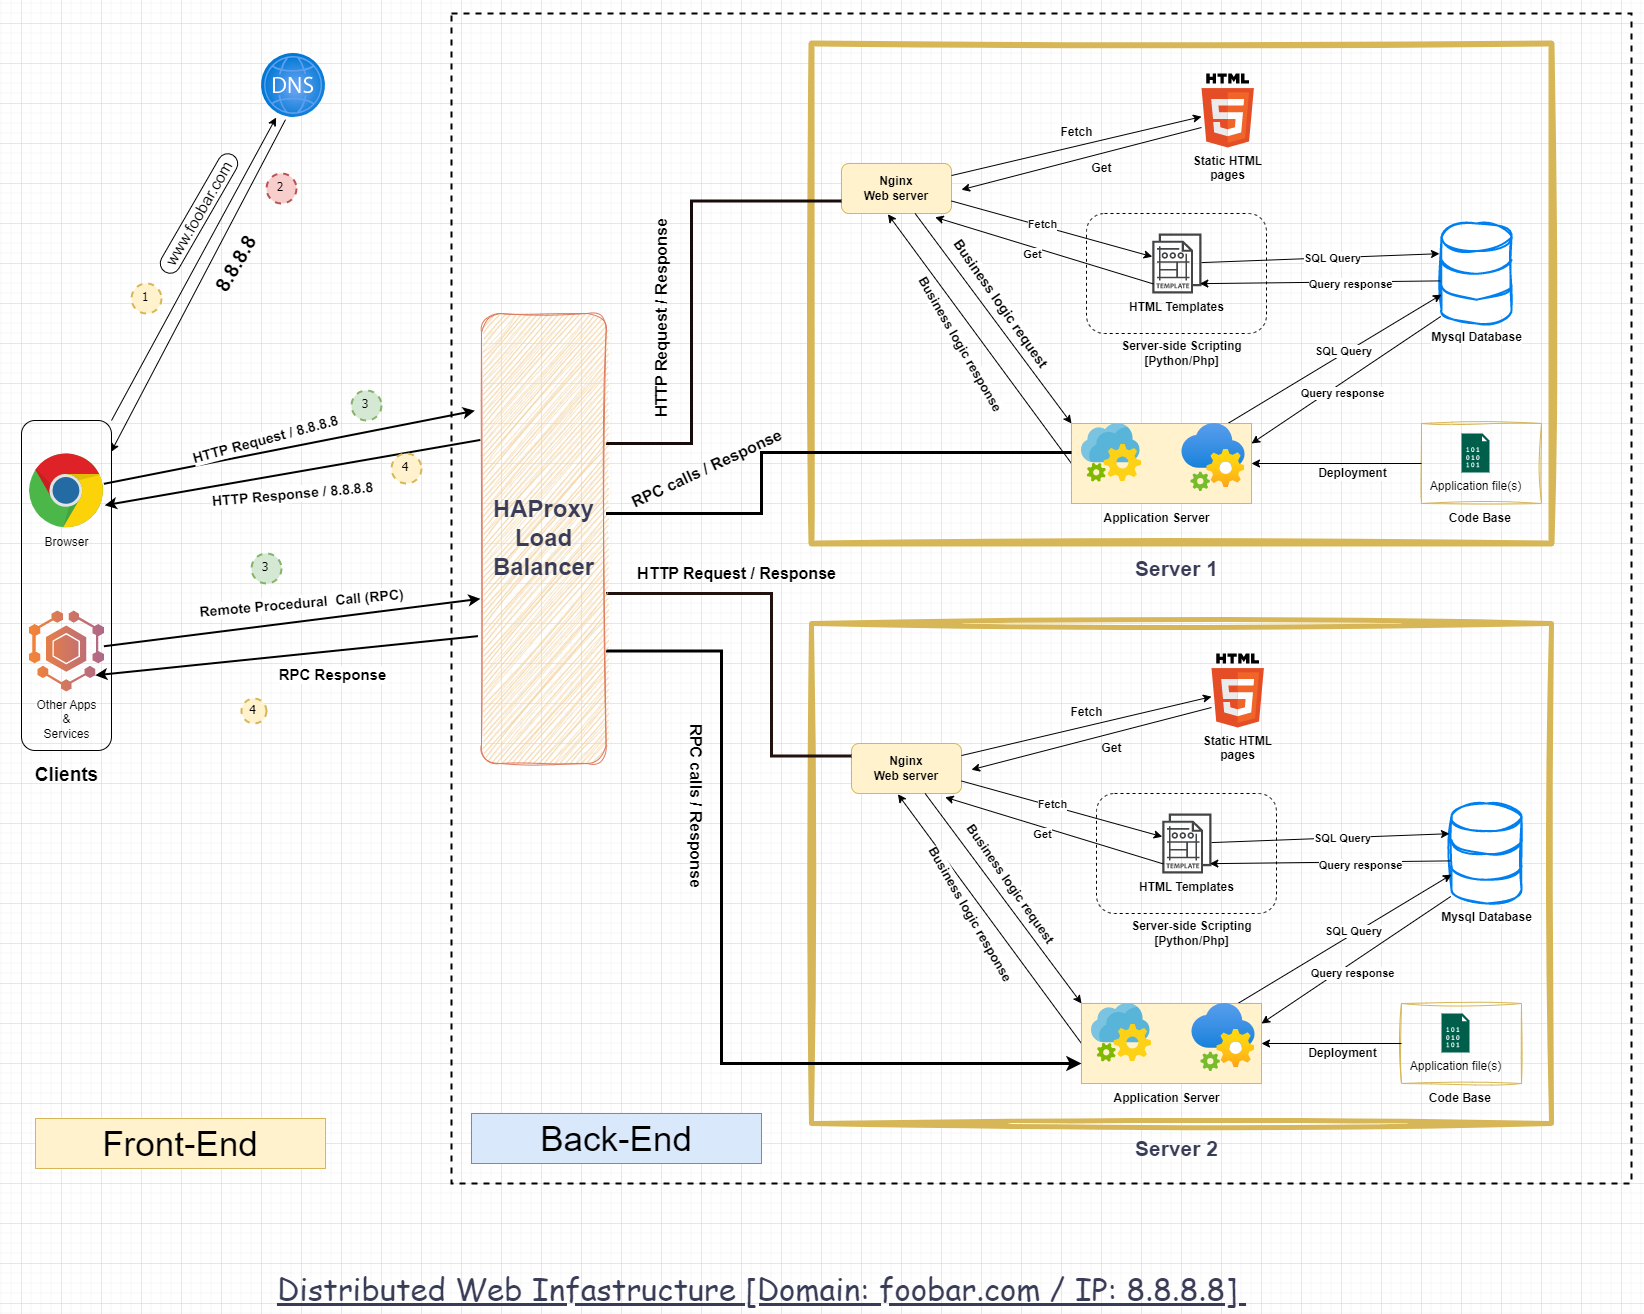 DNS
www.foobar.com
8.8.8.8
1
2
3
HTTP Request / 8.8.8.8
4
HTTP Response / 8.8.8.8
Browser
3
Remote Procedural Call (RPC)
RPC Response
4
Other Apps
&
Services
Clients
HAProxy
Load
Balancer
HTTP Request / Response
RPC calls / Response
HTTP Request / Response
RPC calls / Response
HTML
Static HTML
pages
Fetch
Get
Nginx
Web server
Fetch
Get
TEMPLATE
HTML Templates
Server-side Scripting
[Python/Php]
SQL Query
Query response
Mysql Database
Business logic request
Business logic response
SQL Query
Query response
Application Server
Deployment
101
010
101
Application file(s)
Code Base
Server 1
HTML
Static HTML
pages
Fetch
Get
Nginx
Web server
Fetch
Get
TEMPLATE
HTML Templates
Server-side Scripting
[Python/Php]
SQL Query
Query response
Mysql Database
Business logic request
Business logic response
SQL Query
Query response
Application Server
Deployment
101
010
101
Application file(s)
Code Base
Server 2
Front-End
Back-End
Distributed Web Infastructure [Domain: foobar.com / IP: 8.8.8.8]